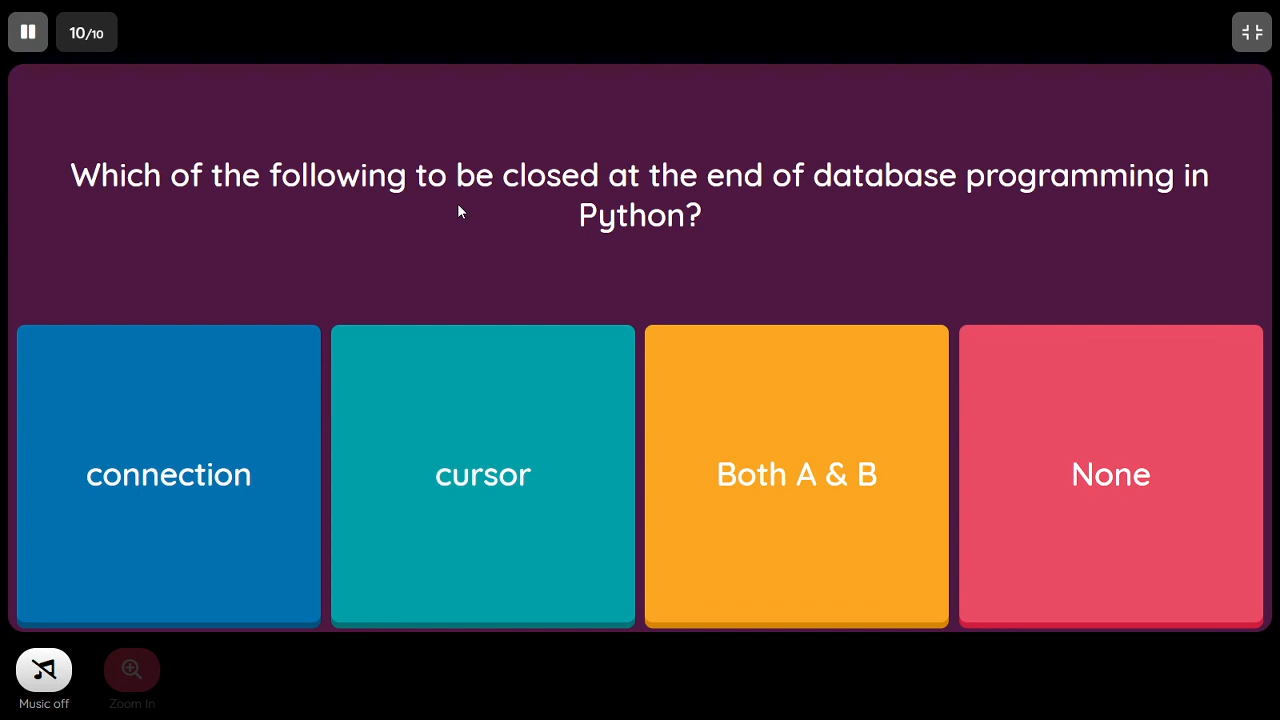 10/10
Which of the following to be closed at the end of database programming in
Python?
connection
cursor
Both A & B
None
Music off
Zoom In